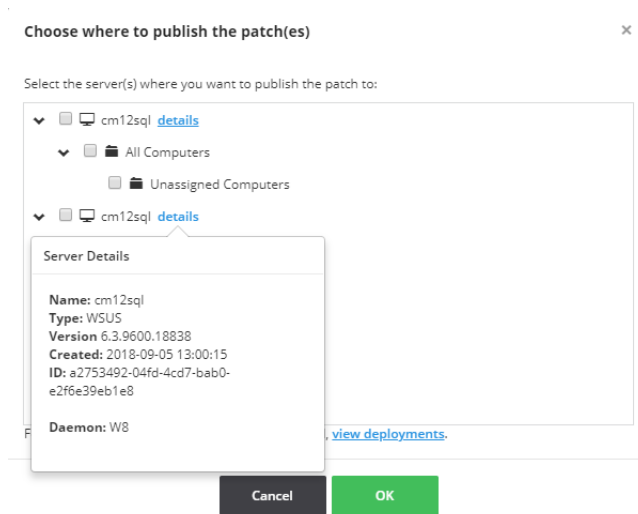 Choose where to publish the patch(es)
×
Select the server(s) where you want to publish the patch to:
cm12sql details
All Computers
Unassigned Computers
cm12sql details
Server Details
Name: cm12sql
Type: WSUS
Version 6.3.9600.18838
Created: 2018-09-05 13:00:15
ID: a2753492-04fd-4cd7-bab0-
e2f6e39eb1e8
Daemon: W8
, view deployments.
Cancel
OK